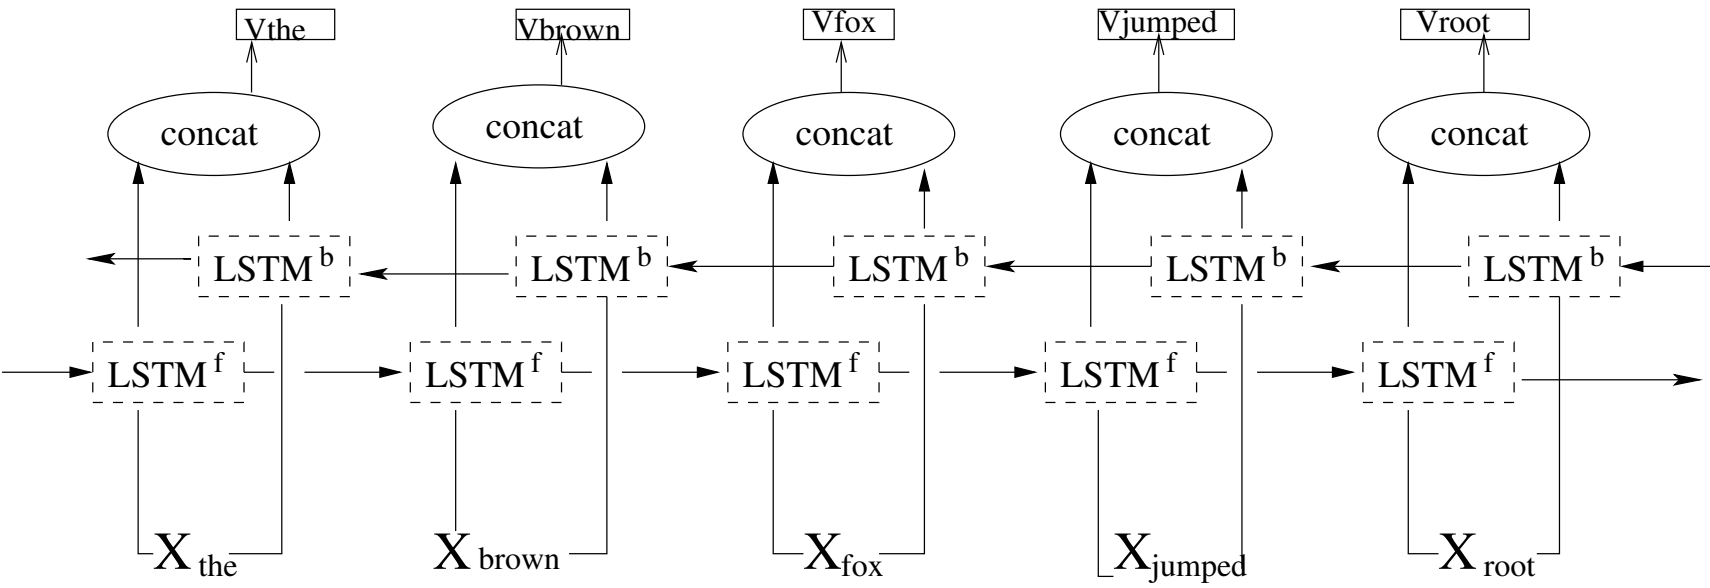 Vthe Vbrown Vfox Vjumped Vroot
concat concat concat concat concat
LSTM b LSTM b LSTM b LSTM b LSTM b
LSTM f LSTM f LSTM f LSTM f LSTM f
X the X brown X fox X jumped X root